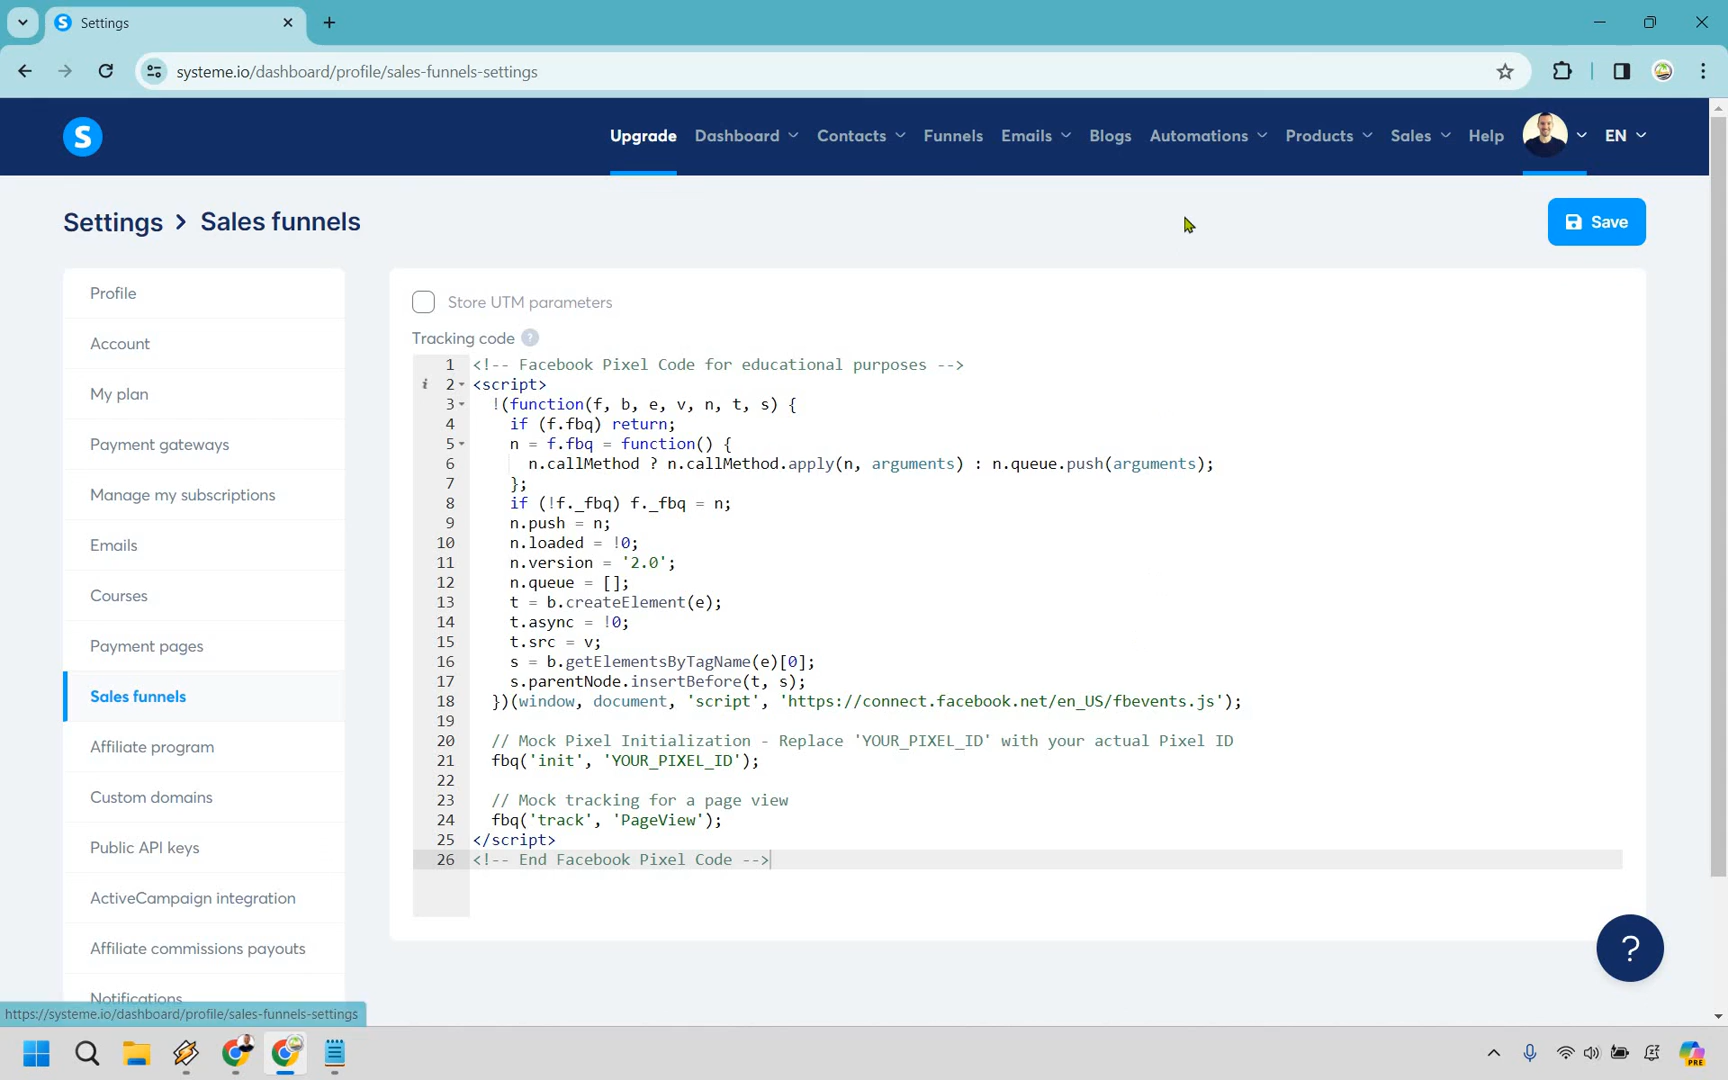 Settings
systeme.io/dashboard/profile/sales-funnels-settings
S
Upgrade Dashboard Contacts Funnels Emails Blogs Automations Products Sales Help EN
Settings > Sales funnels
Save
Profile
Account
My plan
Payment gateways
Manage my subscriptions
Emails
Courses
Payment pages
Sales funnels
Affiliate program
Custom domains
Public API keys
ActiveCampaign integration
Affiliate commissions payouts
Notifications
Store UTM parameters
Tracking code ?
1 <!-- Facebook Pixel Code for educational purposes -->
i 2 <script>
3 !(function(f, b, e, v, n, t, s) {
4 if (f.fbq) return;
5 n = f.fbq = function() {
6 n.callMethod ? n.callMethod.apply(n, arguments) : n.queue.push(arguments);
7 };
8 if (!f._fbq) f._fbq = n;
9 n.push = n;
10 n.loaded = !0;
11 n.version = '2.0';
12 n.queue = [];
13 t = b.createElement(e);
14 t.async = !0;
15 t.src = v;
16 s = b.getElementsByTagName(e)[0];
17 s.parentNode.insertBefore(t, s);
18 })(window, document, 'script', 'https://connect.facebook.net/en_US/fbevents.js');
19
20 // Mock Pixel Initialization - Replace 'YOUR_PIXEL_ID' with your actual Pixel ID
21 fbq('init', 'YOUR_PIXEL_ID');
22
23 // Mock tracking for a page view
24 fbq('track', 'PageView');
25 </script>
26 <!-- End Facebook Pixel Code -->
?
https://systeme.io/dashboard/profile/sales-funnels-settings
PRE